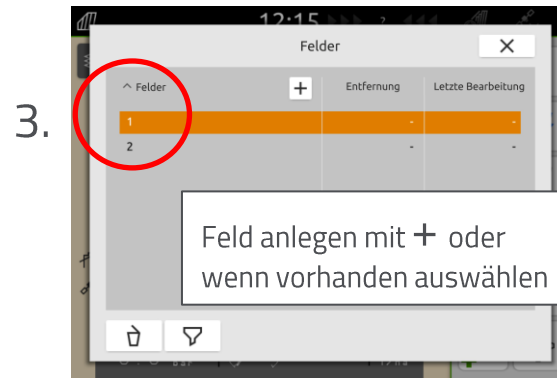 12:15
?
Felder
^ Felder + Entfernung Letzte Bearbeitung
3.
1 - -
2 - -
Feld anlegen mit + oder
wenn vorhanden auswählen